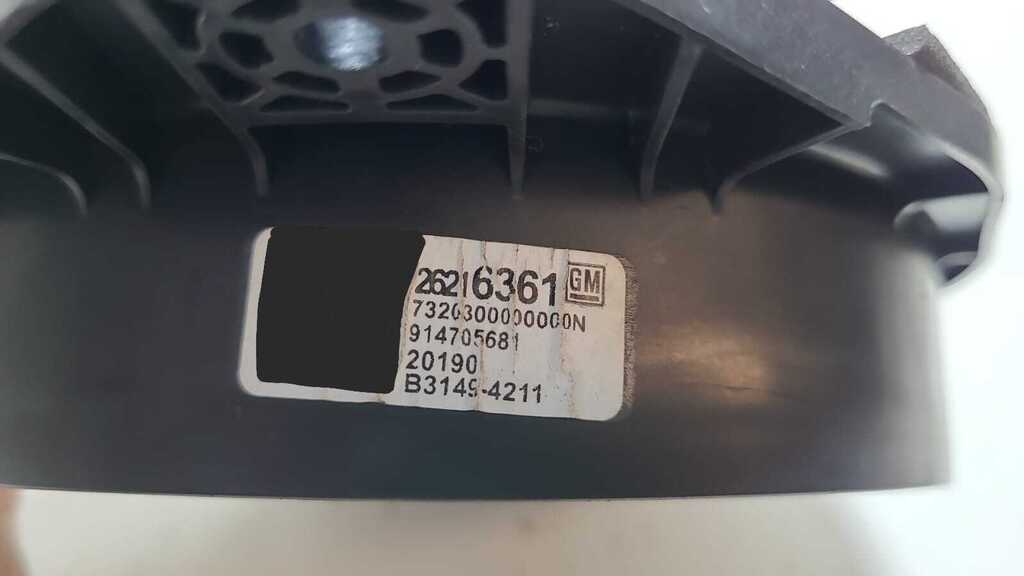 26216361 GM
7320300000000N
914705681
20190
B3149-4211